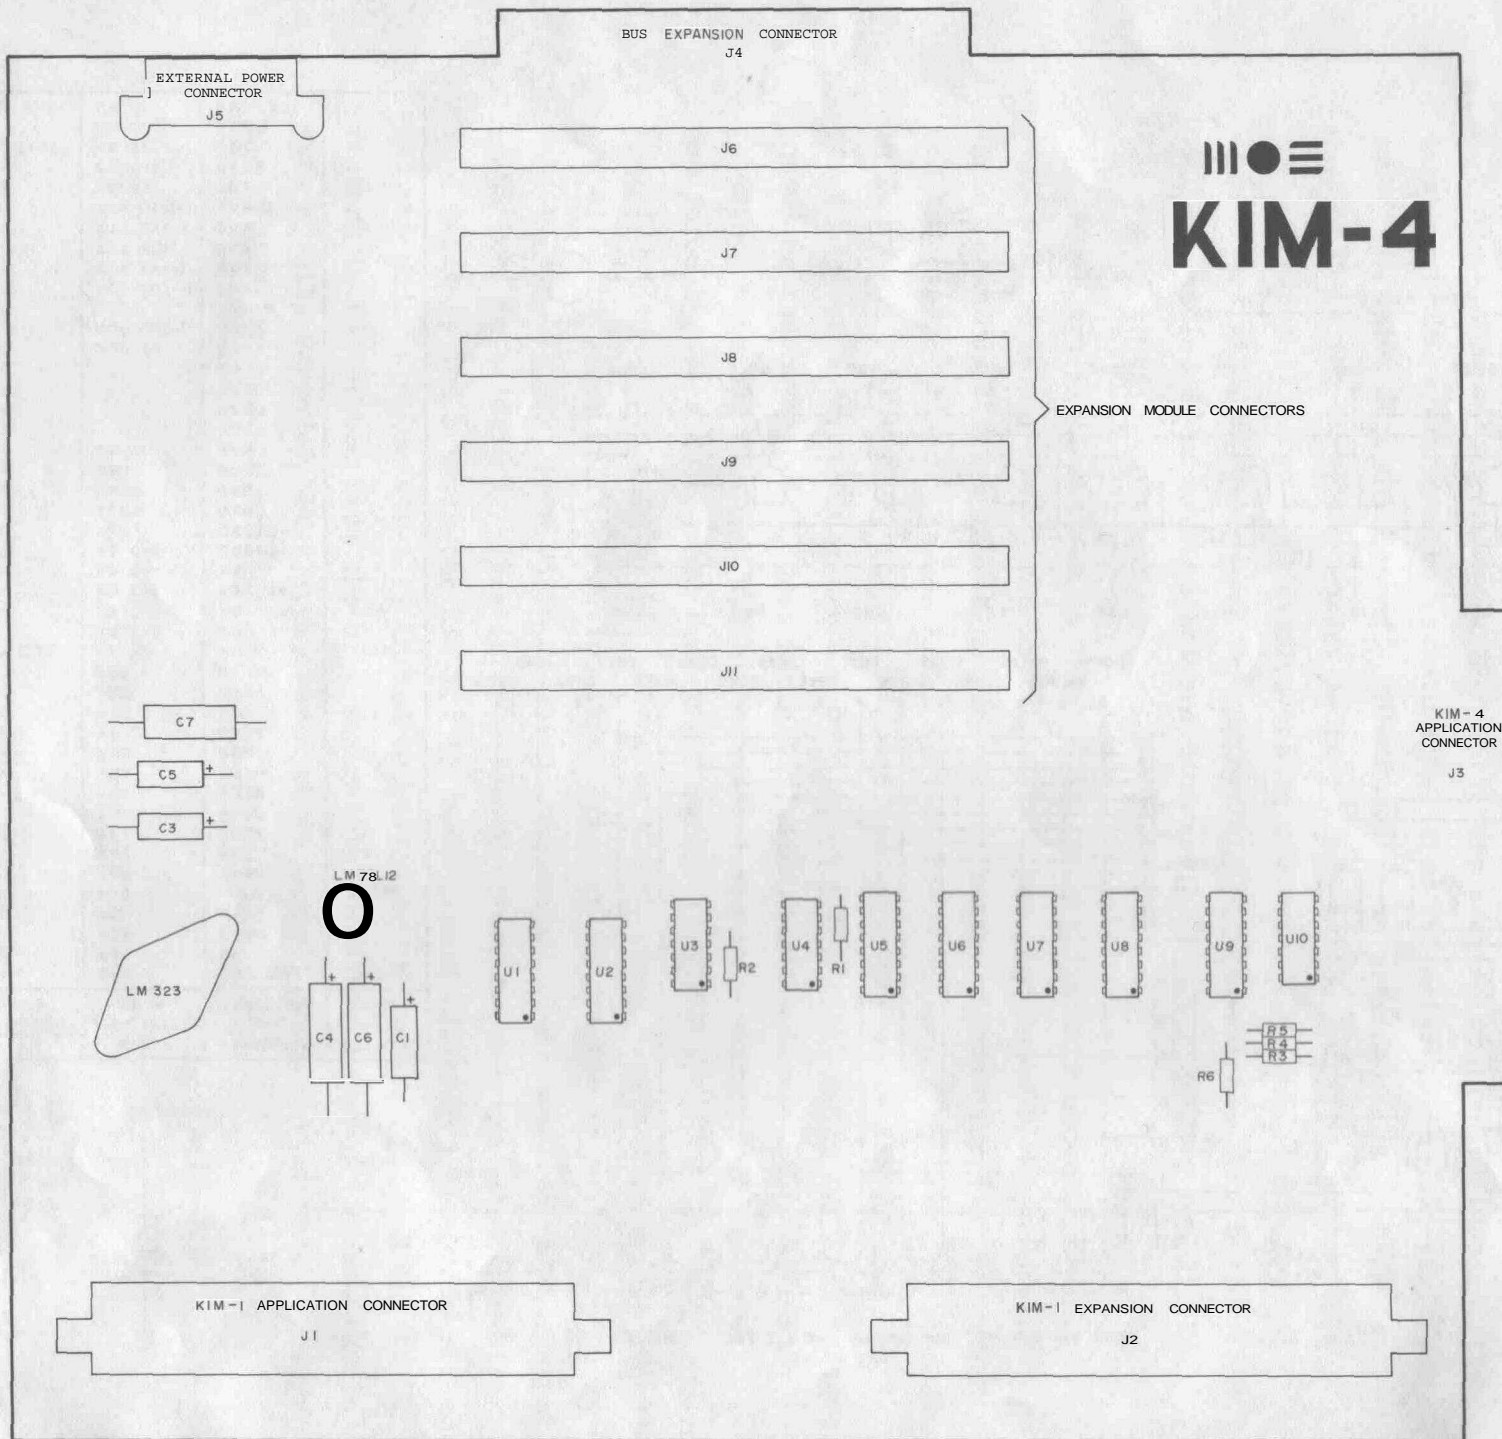 BUS EXPANSION CONNECTOR
J4
EXTERNAL POWER
CONNECTOR
J5
J6
J7
J8
J9
J10
J11
EXPANSION MODULE CONNECTORS
MOS
KIM-4
KIM-4
APPLICATION
CONNECTOR
J3
C7
C5 +
C3 +
LM 78L12
LM 323
+ + +
C4 C6 C1
U1 U2 U3 R2 U4 R1 U5 U6 U7 U8 U9 U10
R5
R4
R3
R6
KIM-1 APPLICATION CONNECTOR
J1
KIM-1 EXPANSION CONNECTOR
J2